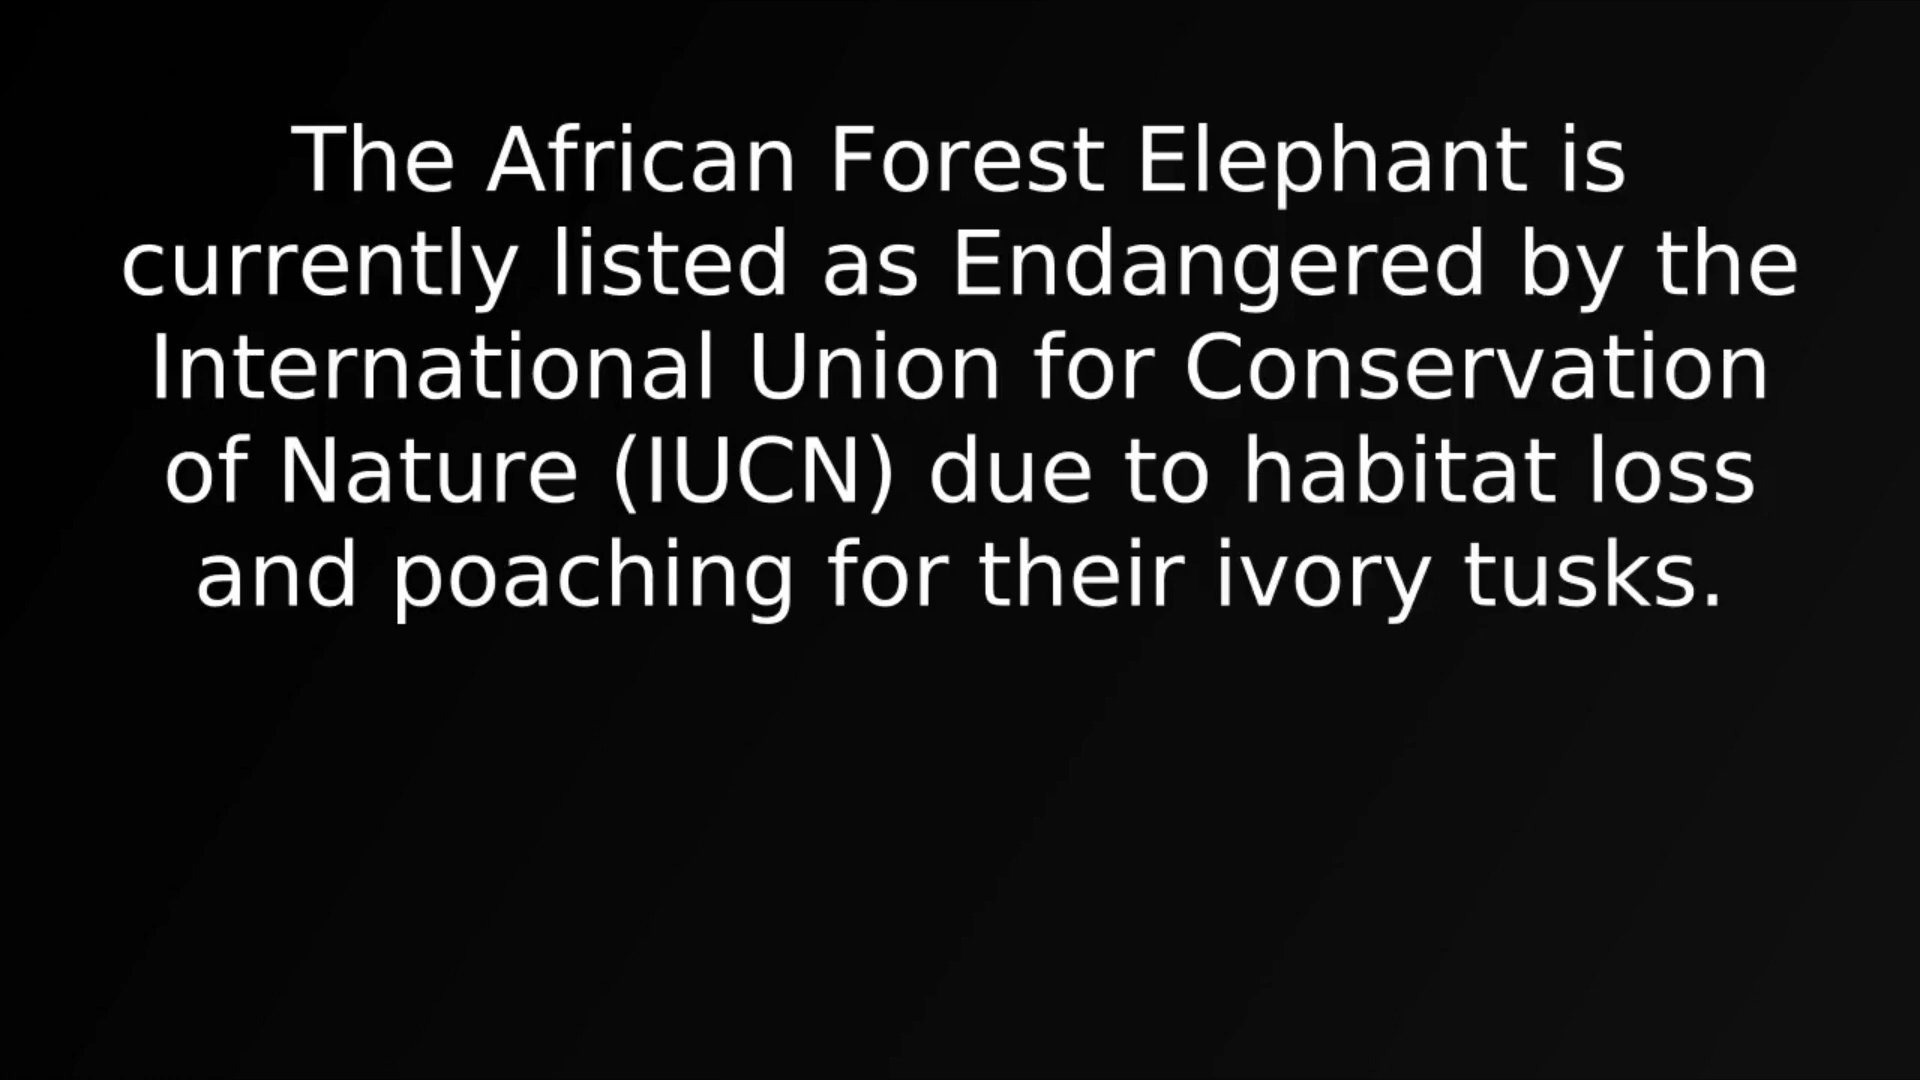 The African Forest Elephant is
currently listed as Endangered by the
International Union for Conservation
of Nature (IUCN) due to habitat loss
and poaching for their ivory tusks.